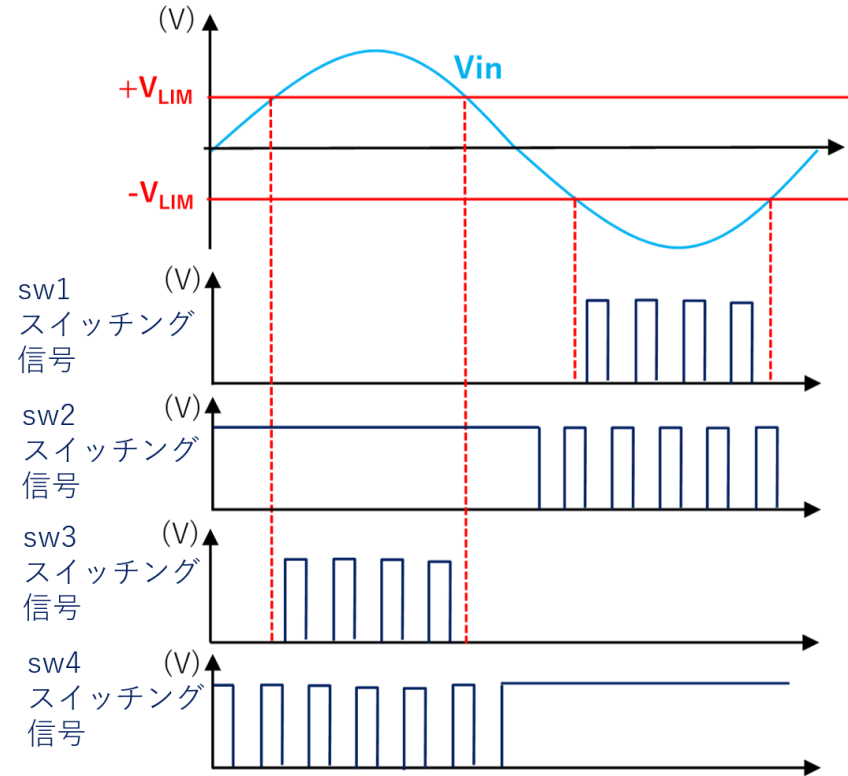 (V)
Vin
+VLIM
-VLIM
(V)
sw1
スイッチング
信号
(V)
sw2
スイッチング
信号
(V)
sw3
スイッチング
信号
(V)
sw4
スイッチング
信号